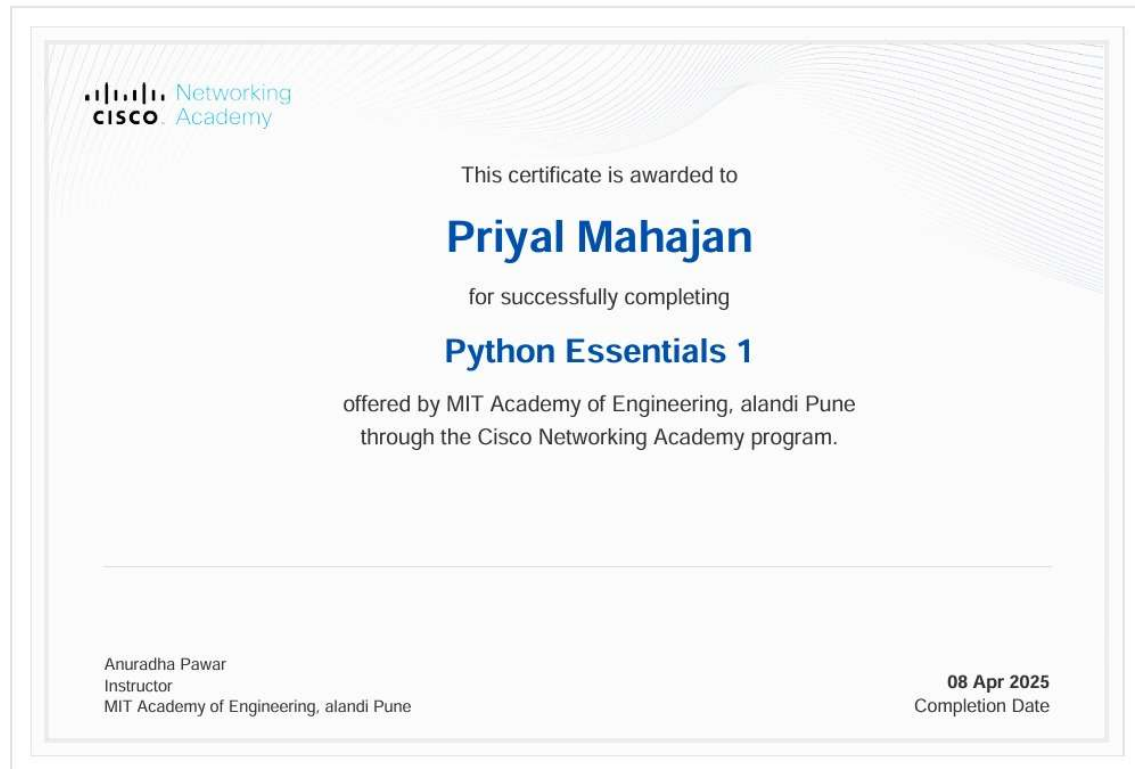 Networking
CISCO. Academy
This certificate is awarded to
Priyal Mahajan
for successfully completing
Python Essentials 1
offered by MIT Academy of Engineering, alandi Pune
through the Cisco Networking Academy program.
Anuradha Pawar
Instructor
MIT Academy of Engineering, alandi Pune
08 Apr 2025
Completion Date